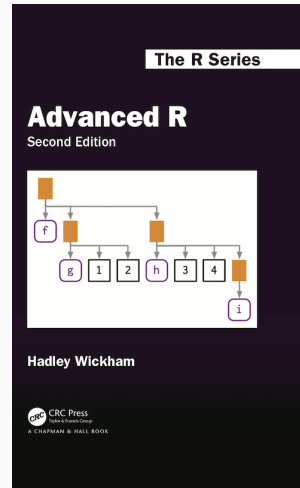 The R Series
Advanced R
Second Edition
f
g 1 2 h 3 4
i
Hadley Wickham
CRC CRC Press
Taylor & Francis Group
A CHAPMAN & HALL BOOK